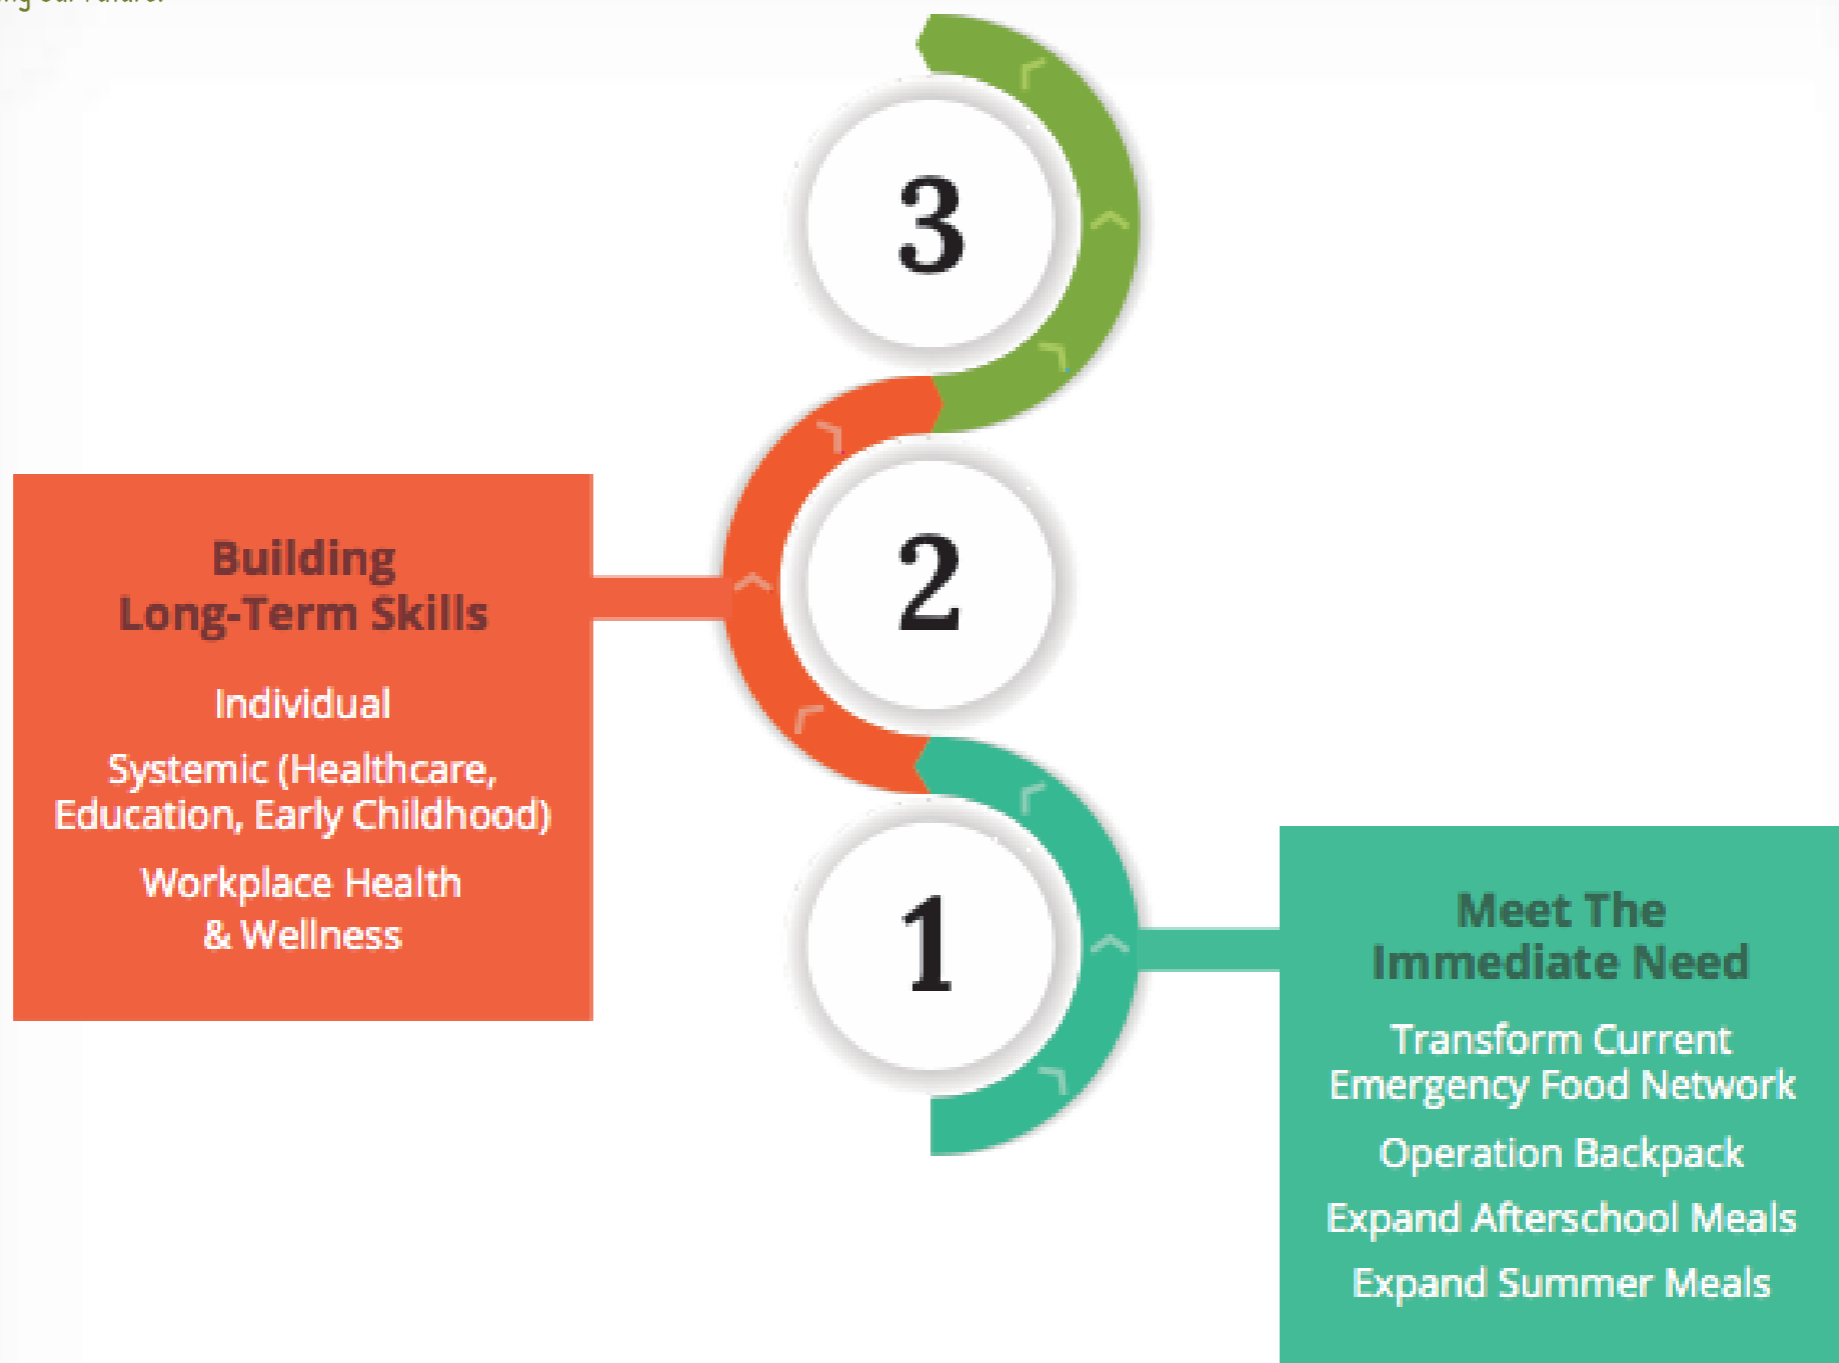 3
2
Building
Long-Term Skills
Individual
Systemic (Healthcare,
Education, Early Childhood)
Workplace Health
& Wellness
1
Meet The
Immediate Need
Transform Current
Emergency Food Network
Operation Backpack
Expand Afterschool Meals
Expand Summer Meals